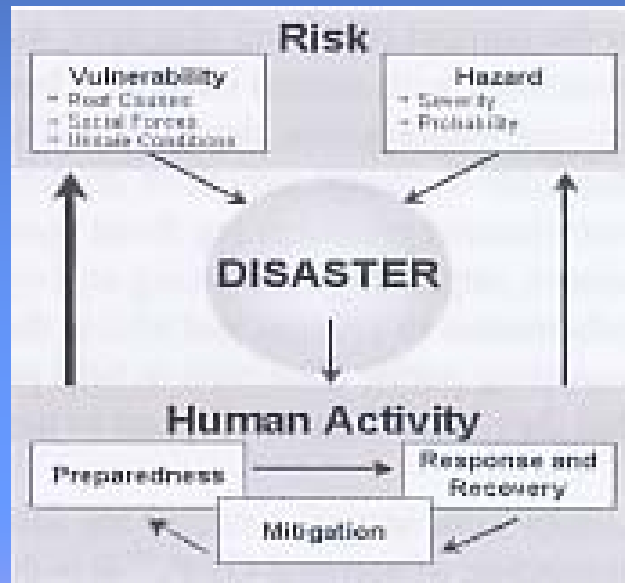 Risk
Vulnerability
→ Root Causes
→ Social Forces
→ Unsafe Conditions
Hazard
→ Severity
→ Probability
DISASTER
Human Activity
Preparedness
Response and
Recovery
Mitigation